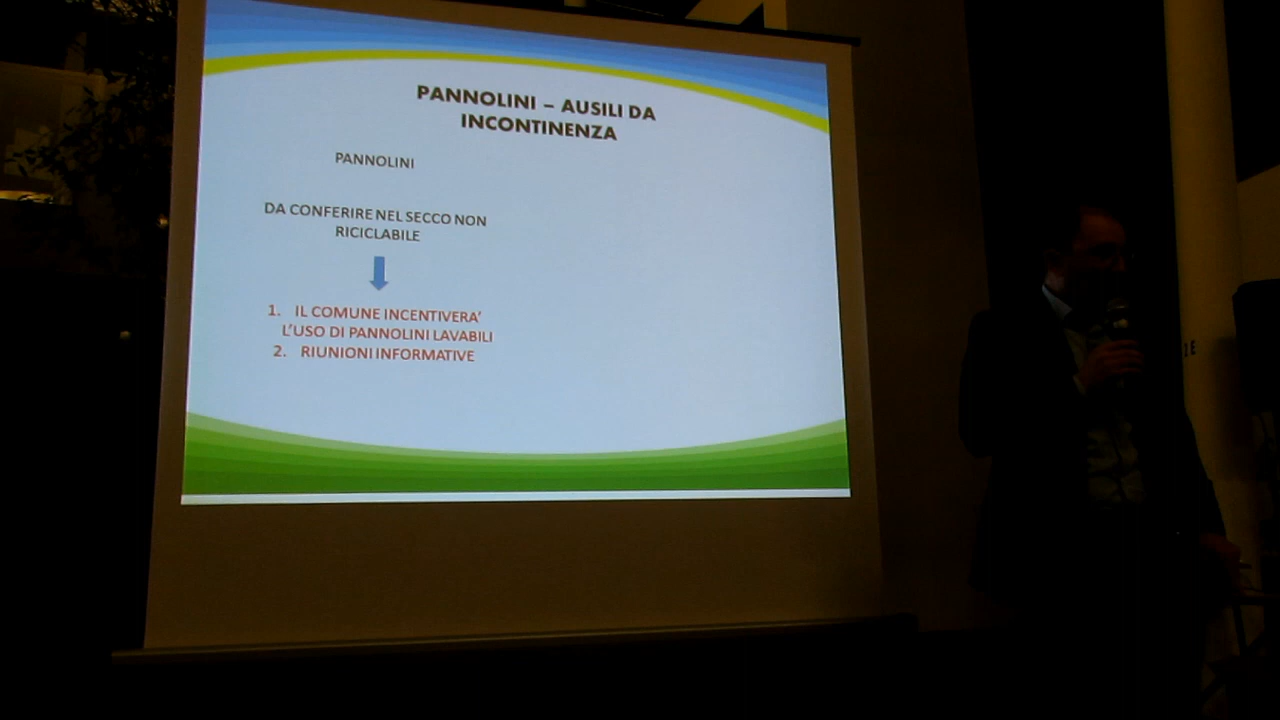 PANNOLINI – AUSILI DA
INCONTINENZA
PANNOLINI
DA CONFERIRE NEL SECCO NON
RICICLABILE
1. IL COMUNE INCENTIVERA'
L'USO DI PANNOLINI LAVABILI
2. RIUNIONI INFORMATIVE